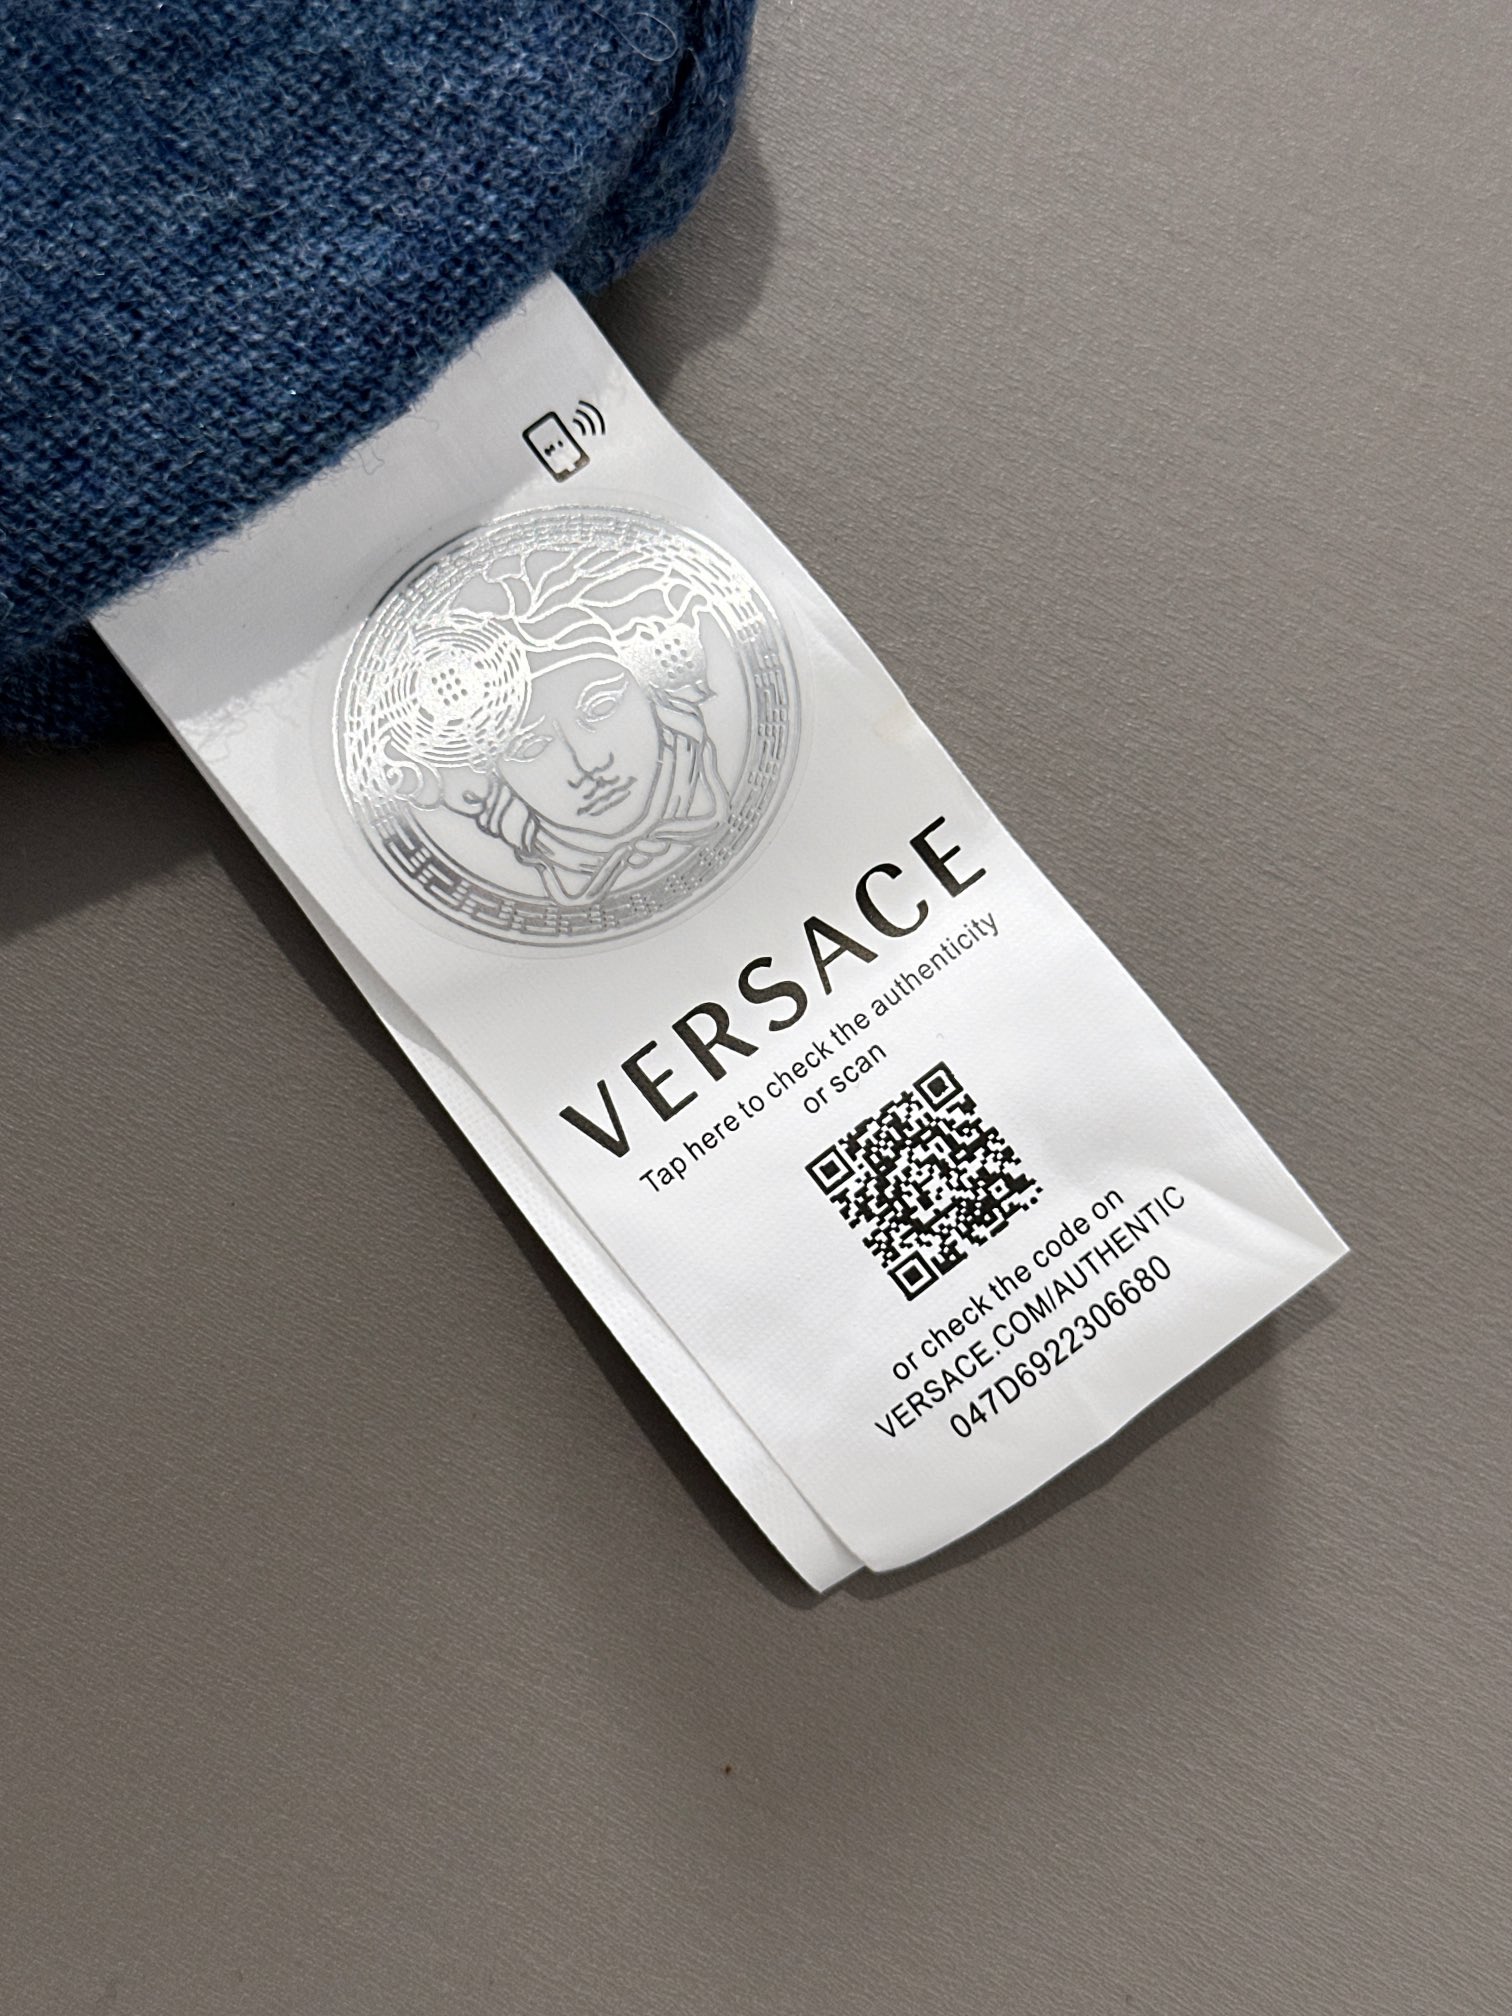 VERSACE
Tap here to check the authenticity
or scan
or check the code on
VERSACE.COM/AUTHENTIC
047D6922306680